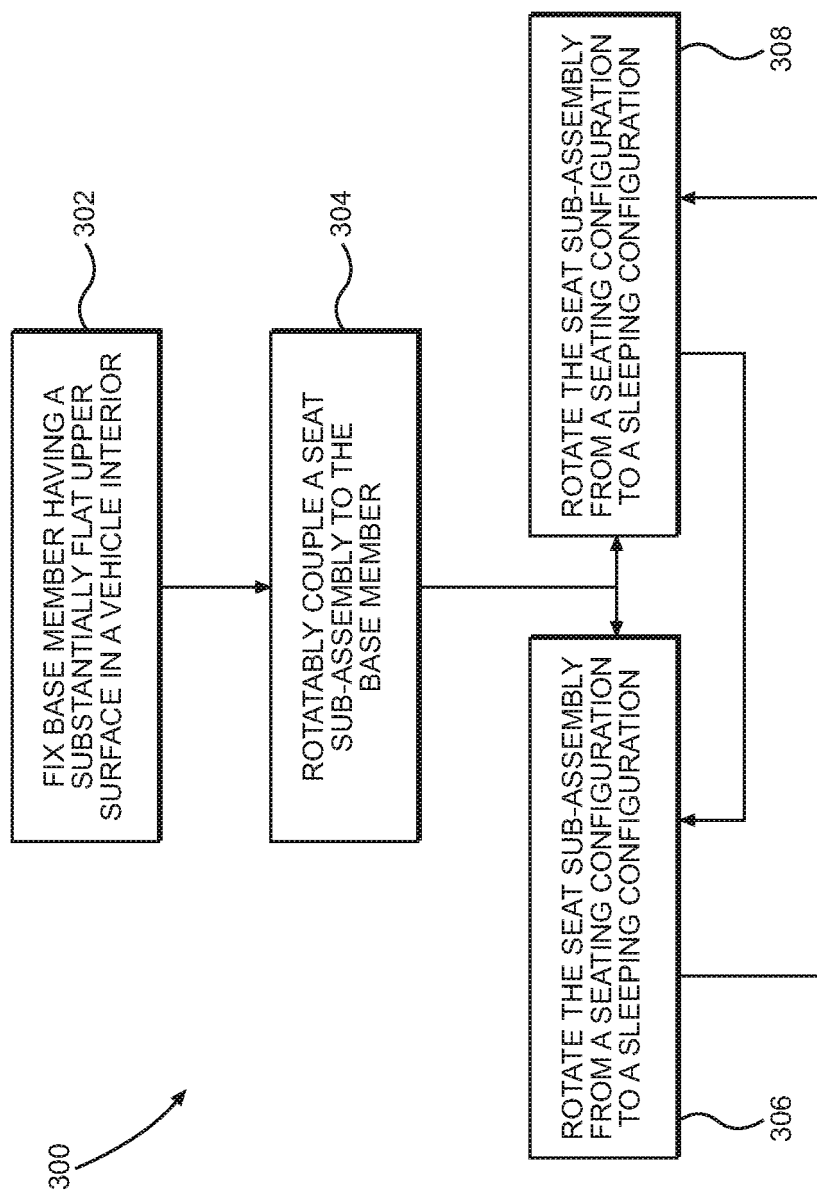 300
FIX BASE MEMBER HAVING A
SUBSTANTIALLY FLAT UPPER
SURFACE IN A VEHICLE INTERIOR
302
ROTATABLY COUPLE A SEAT
SUB-ASSEMBLY TO THE
BASE MEMBER
304
ROTATE THE SEAT SUB-ASSEMBLY
FROM A SEATING CONFIGURATION
TO A SLEEPING CONFIGURATION
306
ROTATE THE SEAT SUB-ASSEMBLY
FROM A SEATING CONFIGURATION
TO A SLEEPING CONFIGURATION
308